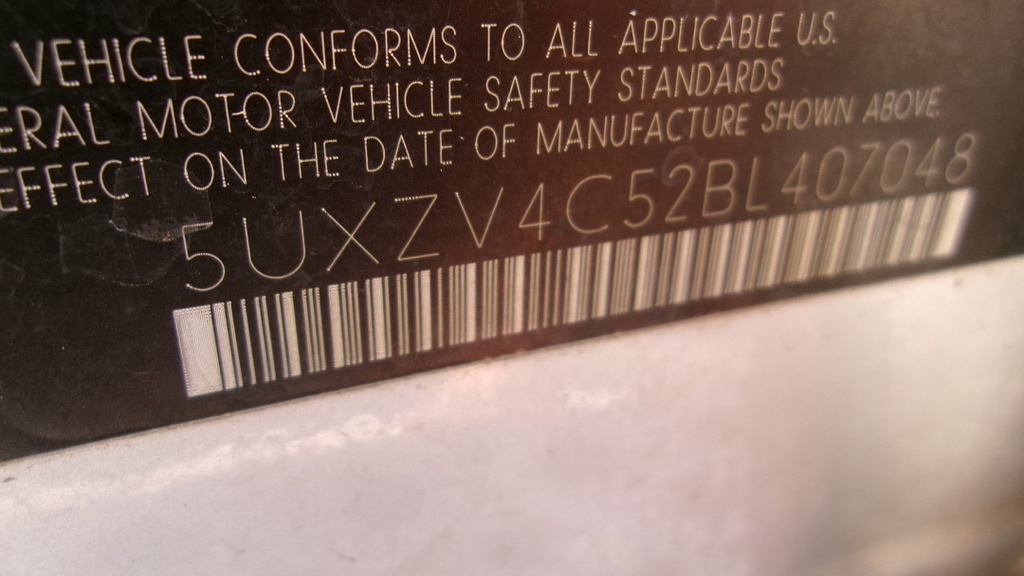 VEHICLE CONFORMS TO ALL APPLICABLE U.S.
ERAL MOTOR VEHICLE SAFETY STANDARDS
EFFECT ON THE DATE OF MANUFACTURE SHOWN ABOVE.
5UXZV4C52BL407048